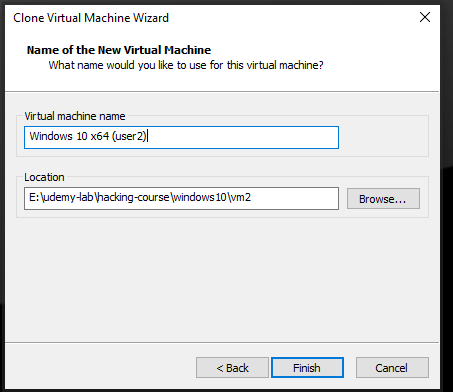 Clone Virtual Machine Wizard
Name of the New Virtual Machine
What name would you like to use for this virtual machine?
Virtual machine name
Windows 10 x64 (user2)
Location
E:\udemy-lab\hacking-course\windows10\vm2
Browse...
< Back
Finish
Cancel